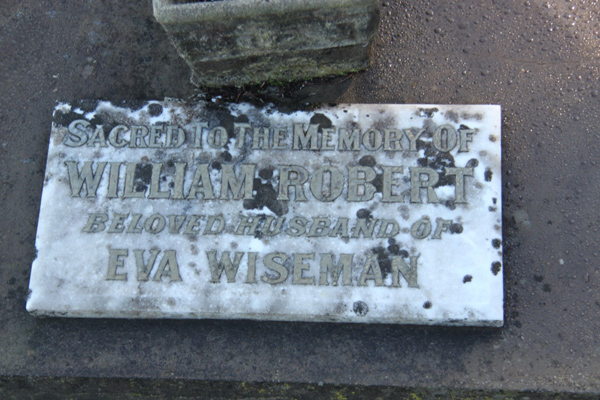 SACRED TO THE MEMORY OF
WILLIAM ROBERT
BELOVED HUSBAND OF
EVA WISEMAN